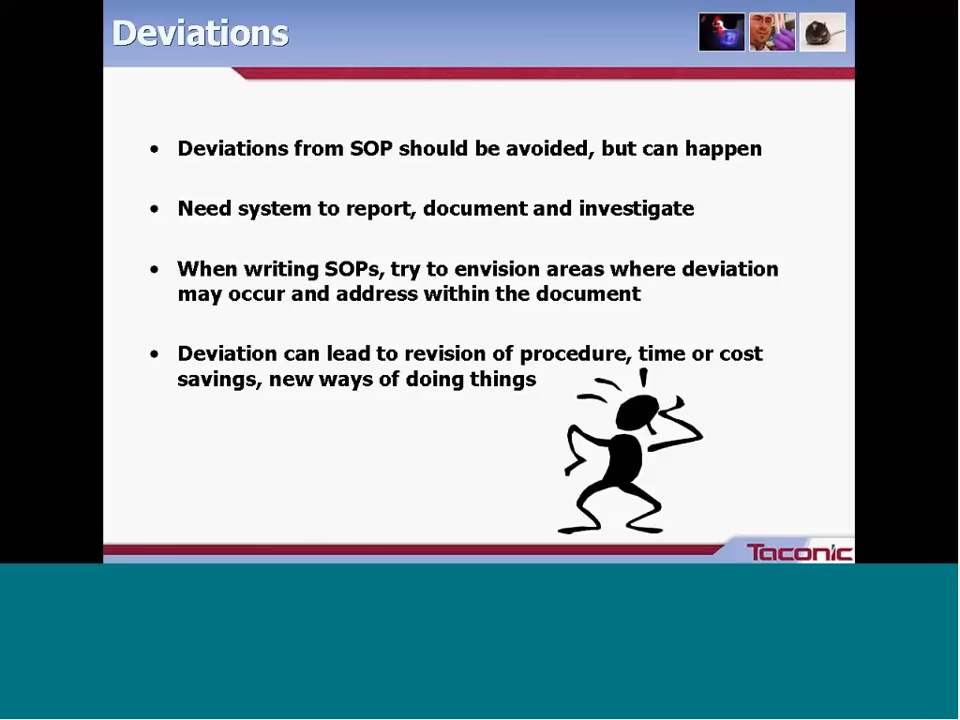 Deviations
• Deviations from SOP should be avoided, but can happen
• Need system to report, document and investigate
• When writing SOPs, try to envision areas where deviation
may occur and address within the document
• Deviation can lead to revision of procedure, time or cost
savings, new ways of doing things
Taconic